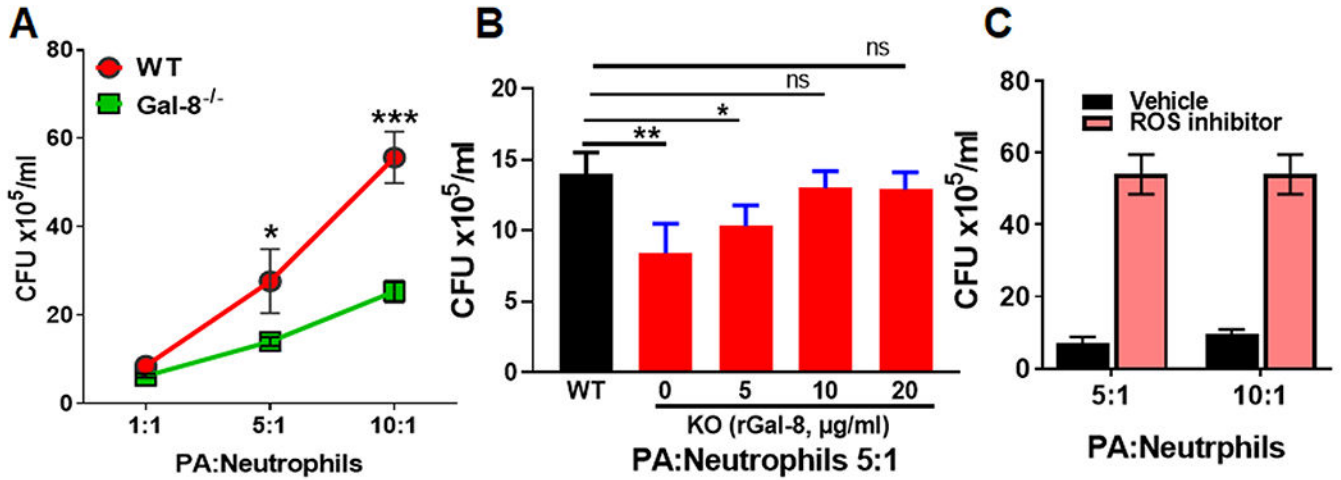 A
80
60
40
20
0
CFU x10⁵/ml
WT
Gal-8⁻/⁻
*
***
1:1 5:1 10:1
PA:Neutrophils
B
20
15
10
5
0
CFU x10⁵/ml
ns
ns
*
**
WT 0 5 10 20
KO (rGal-8, µg/ml)
PA:Neutrophils 5:1
C
80
60
40
20
0
CFU x10⁵/ml
Vehicle
ROS inhibitor
5:1 10:1
PA:Neutrphils